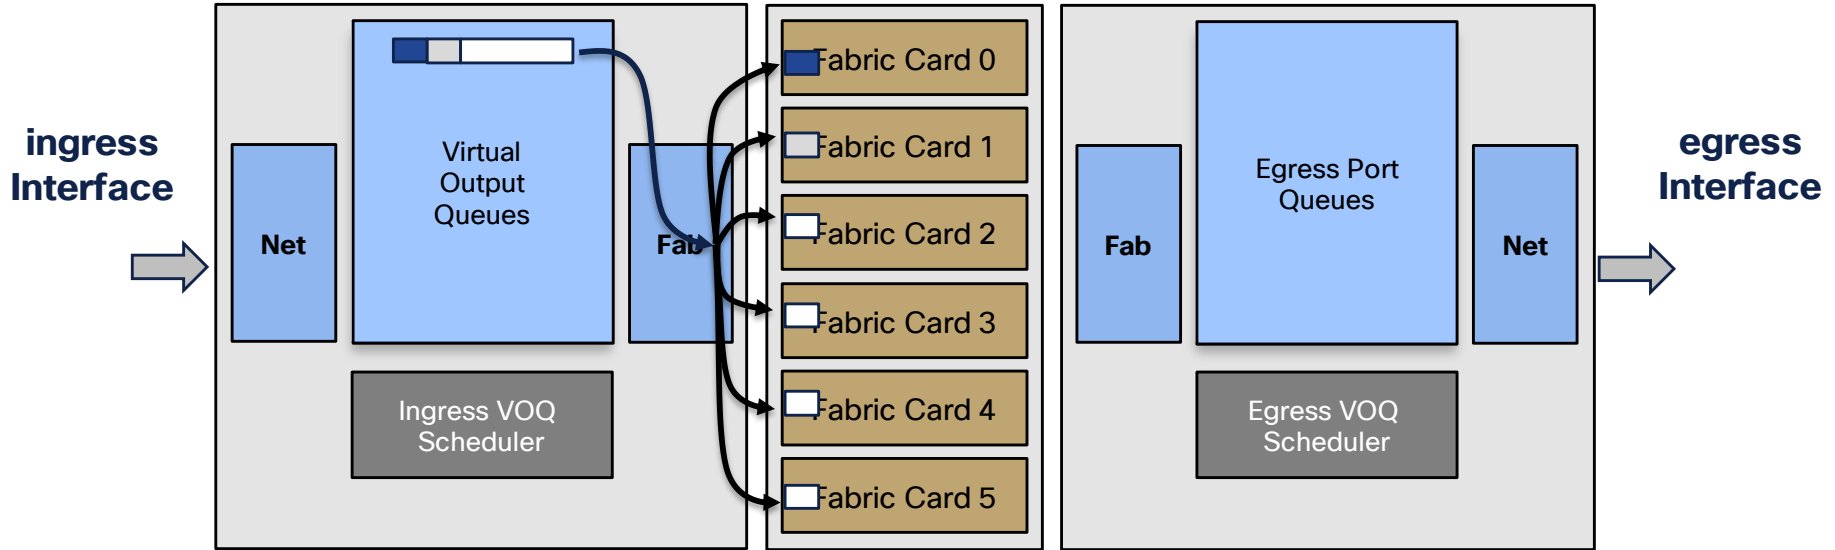 ingress
Interface
Net
Virtual
Output
Queues
Fab
Ingress VOQ
Scheduler
Fabric Card 0
Fabric Card 1
Fabric Card 2
Fabric Card 3
Fabric Card 4
Fabric Card 5
Fab
Egress Port
Queues
Net
Egress VOQ
Scheduler
egress
Interface